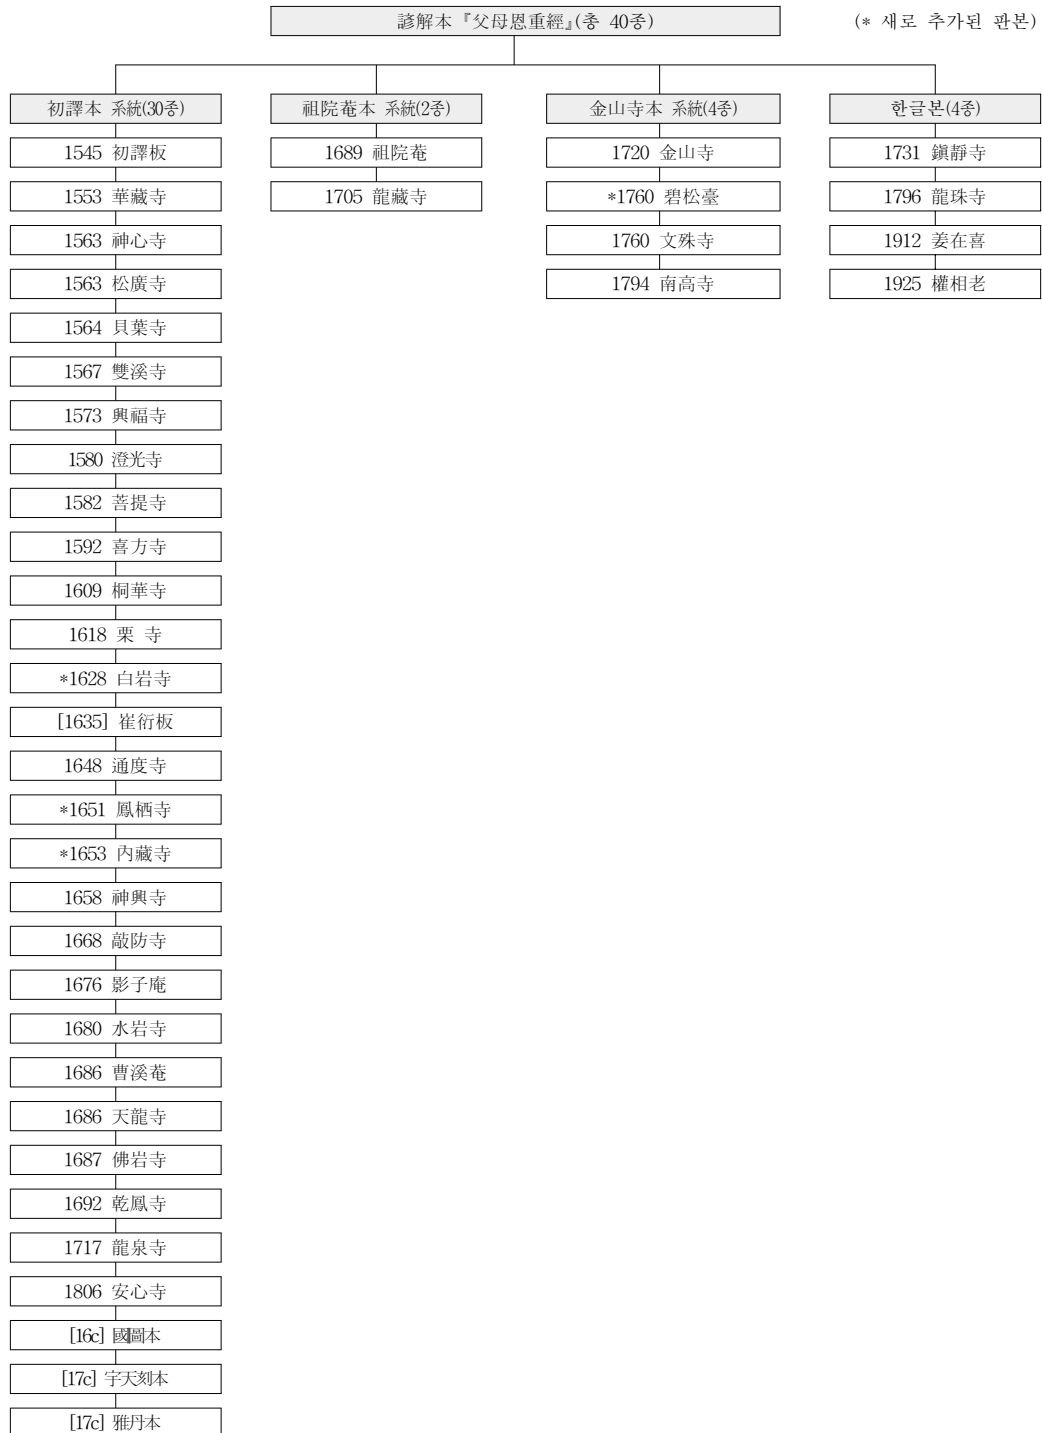 諺解本『父母恩重經』(총 40종)
(* 새로 추가된 판본)
初譯本 系統(30종)
1545 初譯板
1553 華藏寺
1563 神心寺
1563 松廣寺
1564 貝葉寺
1567 雙溪寺
1573 興福寺
1580 澄光寺
1582 菩提寺
1592 喜方寺
1609 桐華寺
1618 栗 寺
*1628 白岩寺
[1635] 崔衍板
1648 通度寺
*1651 鳳栖寺
*1653 內藏寺
1658 神興寺
1668 敲防寺
1676 影子庵
1680 水岩寺
1686 曹溪菴
1686 天龍寺
1687 佛岩寺
1692 乾鳳寺
1717 龍泉寺
1806 安心寺
[16c] 國圖本
[17c] 宇天刻本
[17c] 雅丹本
祖院菴本 系統(2종)
1689 祖院菴
1705 龍藏寺
金山寺本 系統(4종)
1720 金山寺
*1760 碧松臺
1760 文殊寺
1794 南高寺
한글본(4종)
1731 鎭靜寺
1796 龍珠寺
1912 姜在喜
1925 權相老